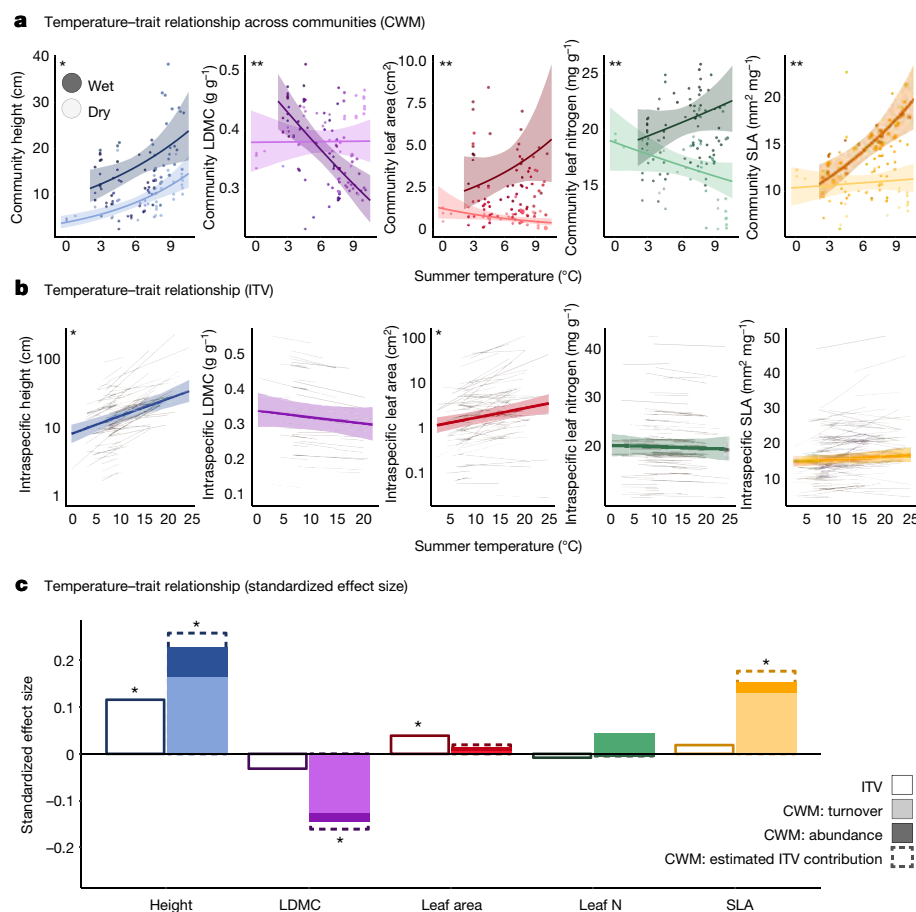 a Temperature–trait relationship across communities (CWM)
Community height (cm)
40
30
20
10
*
Wet
Dry
0 3 6 9
Community LDMC (g g⁻¹)
0.5
0.4
0.3
**
0 3 6 9
Community leaf area (cm²)
10.0
7.5
5.0
2.5
0
**
0 3 6 9
Community leaf nitrogen (mg g⁻¹)
25
20
15
**
0 3 6 9
Community SLA (mm² mg⁻¹)
20
15
10
**
0 3 6 9
Summer temperature (°C)
b Temperature–trait relationship (ITV)
Intraspecific height (cm)
100
10
1
*
0 5 10 15 20 25
Intraspecific LDMC (g g⁻¹)
0.5
0.4
0.3
0.2
0.1
0 5 10 15 20
Intraspecific leaf area (cm²)
100
10
1
0.1
*
5 10 15 20 25
Intraspecific leaf nitrogen (mg g⁻¹)
40
30
20
10
0 5 10 15 20 25
Intraspecific SLA (mm² mg⁻¹)
50
40
30
20
10
5 10 15 20 25
Summer temperature (°C)
c Temperature–trait relationship (standardized effect size)
Standardized effect size
0.2
0.1
0
−0.1
−0.2
* * * * *
ITV
CWM: turnover
CWM: abundance
CWM: estimated ITV contribution
Height LDMC Leaf area Leaf N SLA